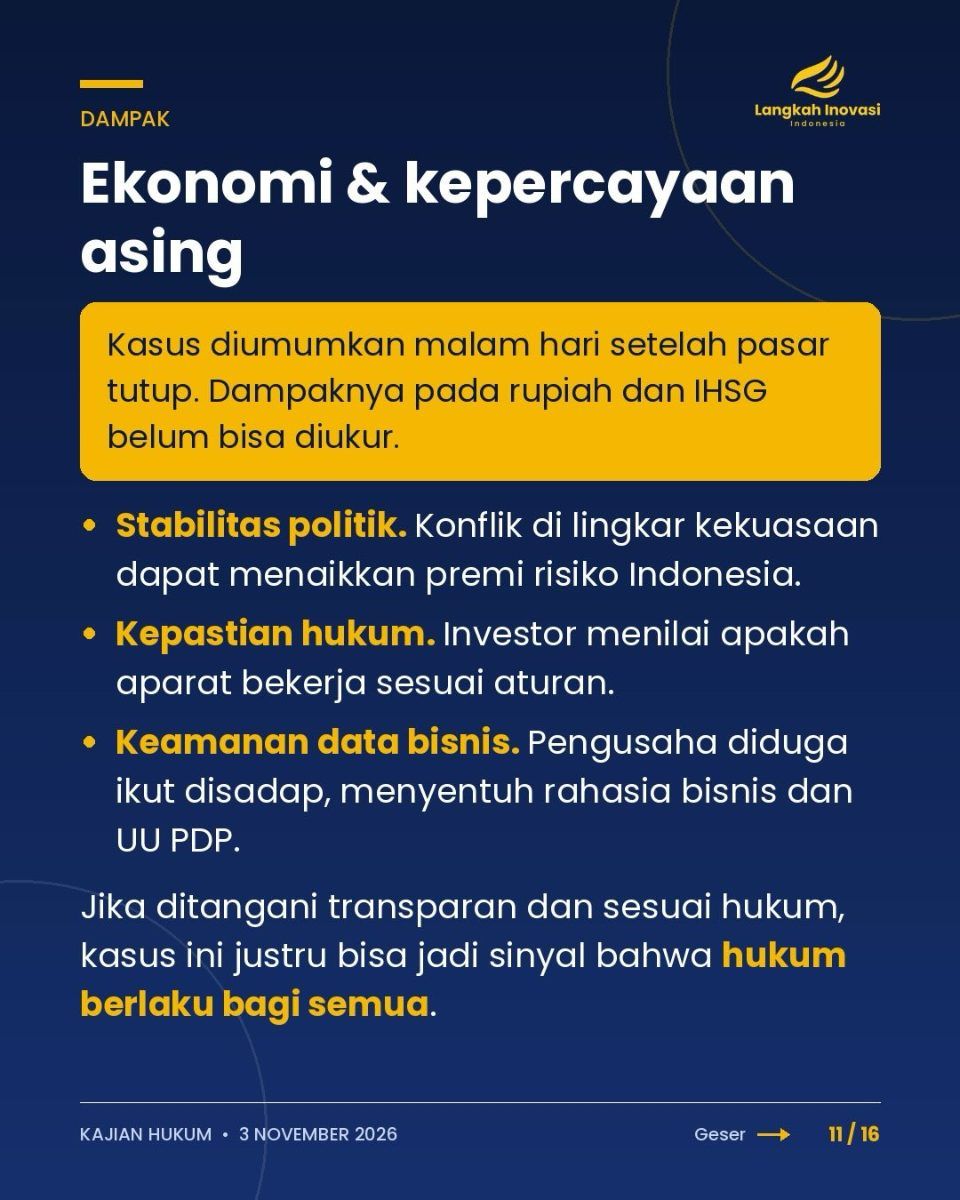 DAMPAK
Langkah Inovasi
Indonesia
Ekonomi & kepercayaan
asing
Kasus diumumkan malam hari setelah pasar
tutup. Dampaknya pada rupiah dan IHSG
belum bisa diukur.
• Stabilitas politik. Konflik di lingkar kekuasaan
dapat menaikkan premi risiko Indonesia.
• Kepastian hukum. Investor menilai apakah
aparat bekerja sesuai aturan.
• Keamanan data bisnis. Pengusaha diduga
ikut disadap, menyentuh rahasia bisnis dan
UU PDP.
Jika ditangani transparan dan sesuai hukum,
kasus ini justru bisa jadi sinyal bahwa hukum
berlaku bagi semua.
KAJIAN HUKUM • 3 NOVEMBER 2026
Geser → 11 / 16